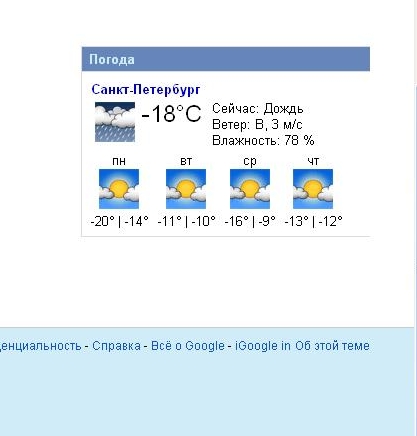 Погода
Санкт-Петербург
-18°C
Сейчас: Дождь
Ветер: В, 3 м/с
Влажность: 78 %
пн вт ср чт
-20° | -14° -11° | -10° -16° | -9° -13° | -12°
денциальность - Справка - Всё о Google - iGoogle in Об этой теме